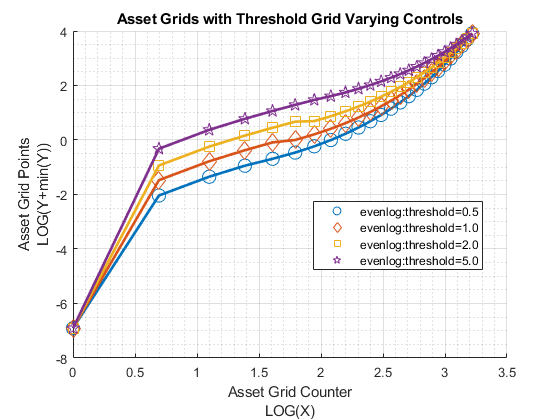 Asset Grids with Threshold Grid Varying Controls
4
2
0
-2
-4
-6
-8
Asset Grid Points
LOG(Y+min(Y))
evenlog:threshold=0.5
evenlog:threshold=1.0
evenlog:threshold=2.0
evenlog:threshold=5.0
0
0.5
1
1.5
2
2.5
3
3.5
Asset Grid Counter
LOG(X)